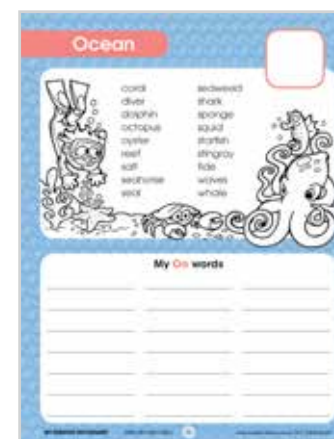 Ocean
coral seaweed
diver shark
dolphin sponge
octopus squid
oyster starfish
reef stingray
salt tide
seahorse waves
seal whale
My Oo words